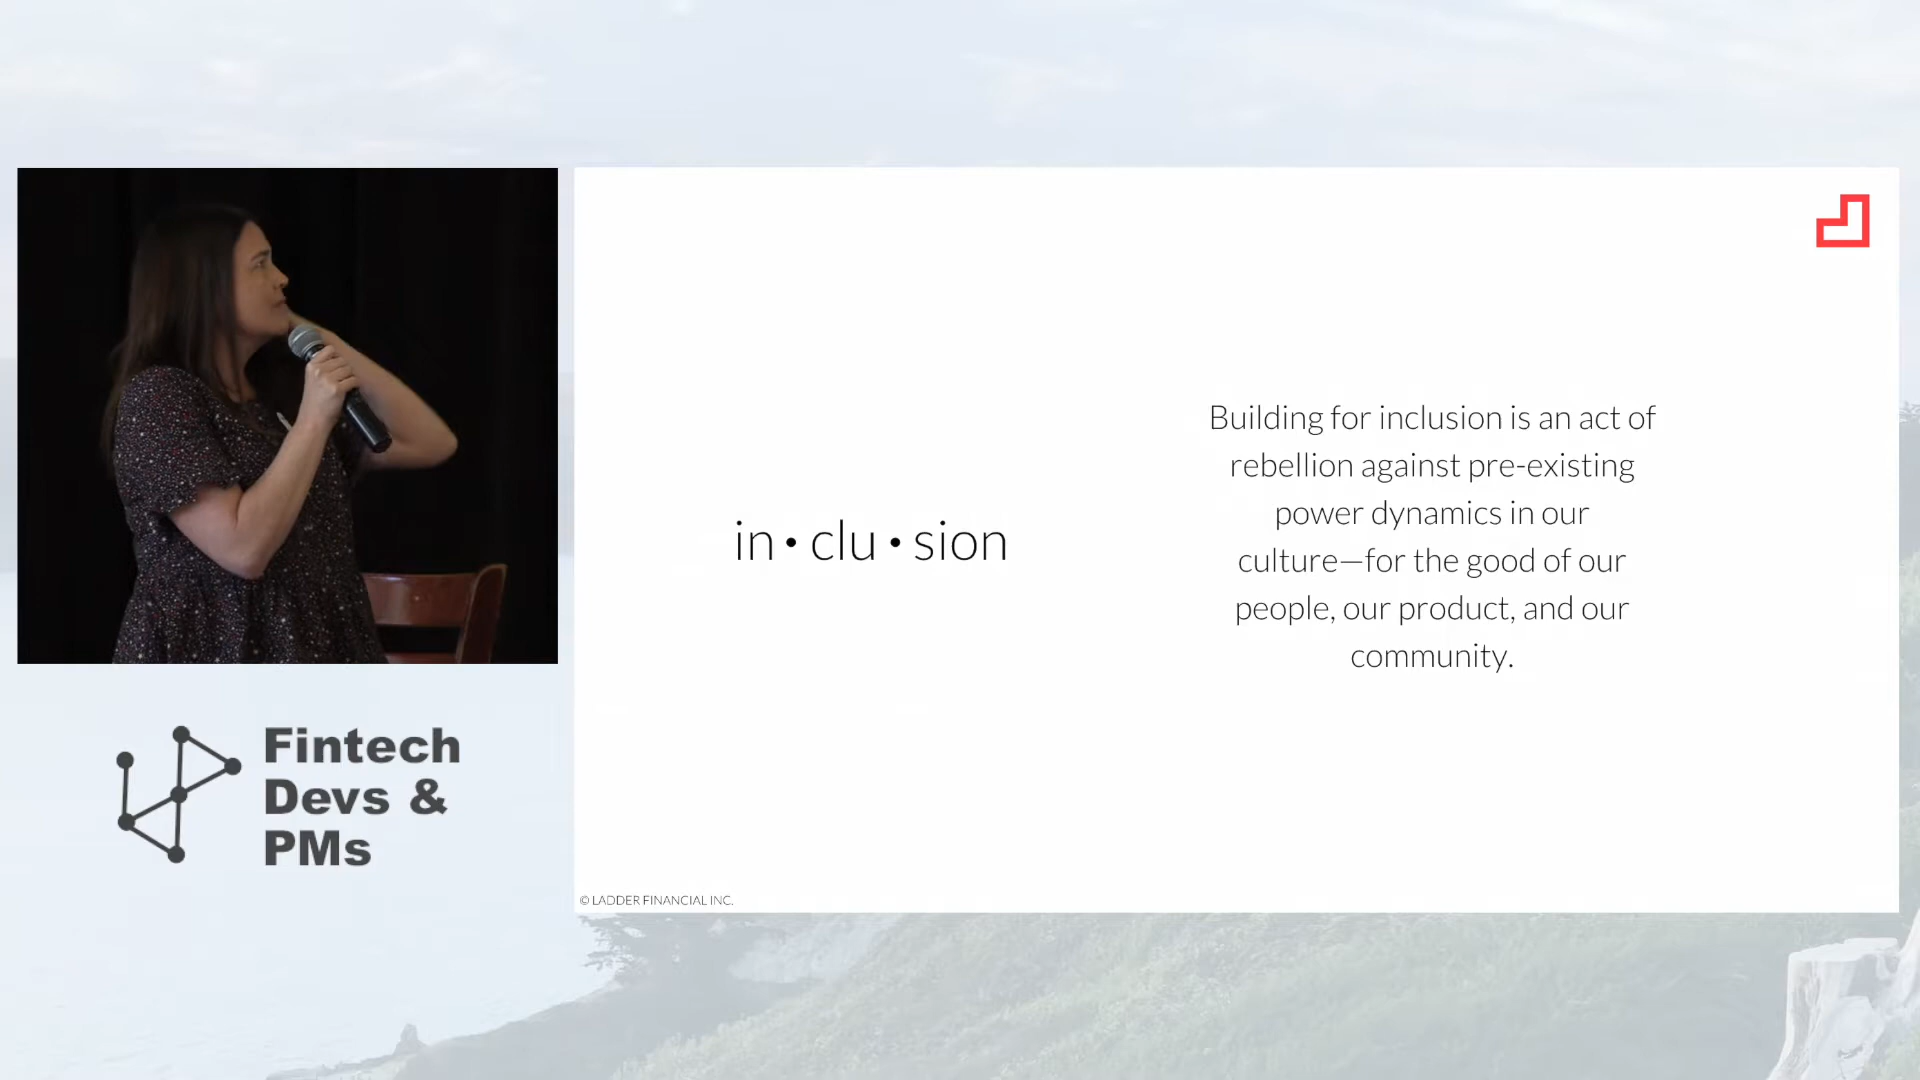 in • clu • sion
Building for inclusion is an act of
rebellion against pre-existing
power dynamics in our
culture—for the good of our
people, our product, and our
community.
Fintech
Devs &
PMs
© LADDER FINANCIAL INC.